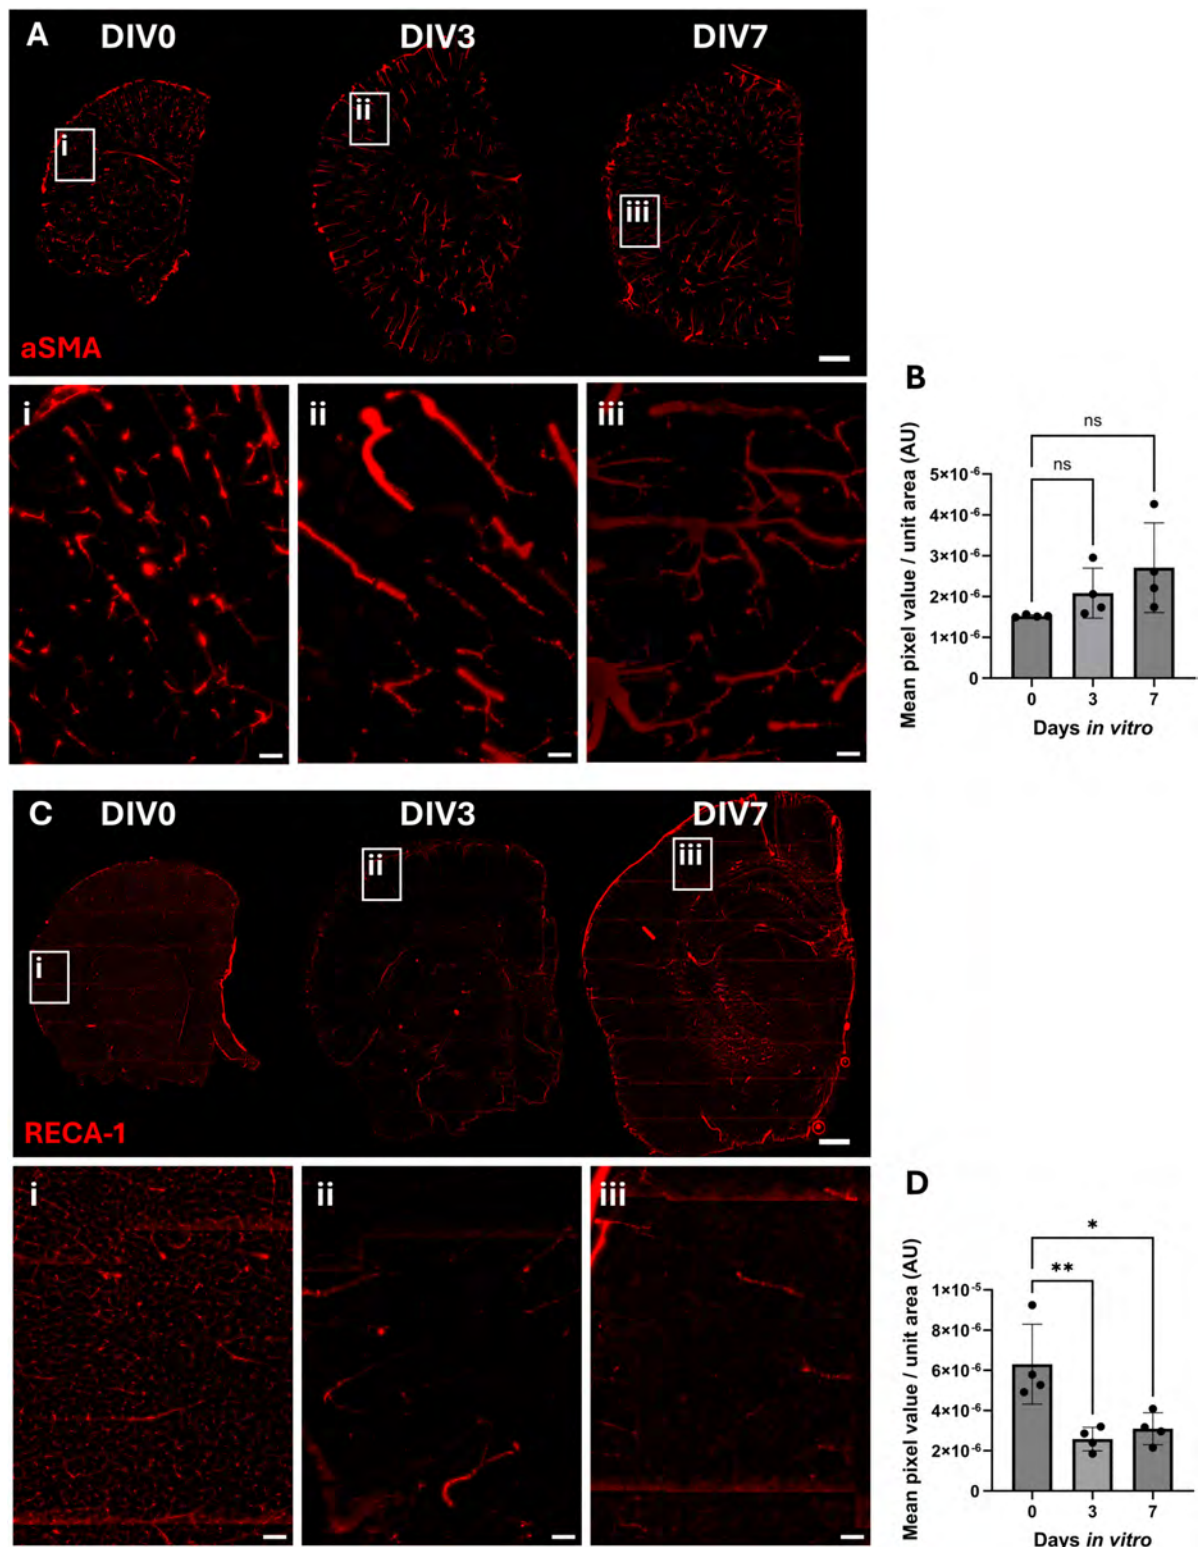 A DIV0 DIV3 DIV7
i ii iii
aSMA
i ii iii
B
ns
ns
Mean pixel value / unit area (AU)
5×10⁻⁶
4×10⁻⁶
3×10⁻⁶
2×10⁻⁶
1×10⁻⁶
0
0 3 7
Days in vitro
C DIV0 DIV3 DIV7
i ii iii
RECA-1
i ii iii
D
*
**
Mean pixel value / unit area (AU)
1×10⁻⁵
8×10⁻⁶
6×10⁻⁶
4×10⁻⁶
2×10⁻⁶
0
0 3 7
Days in vitro